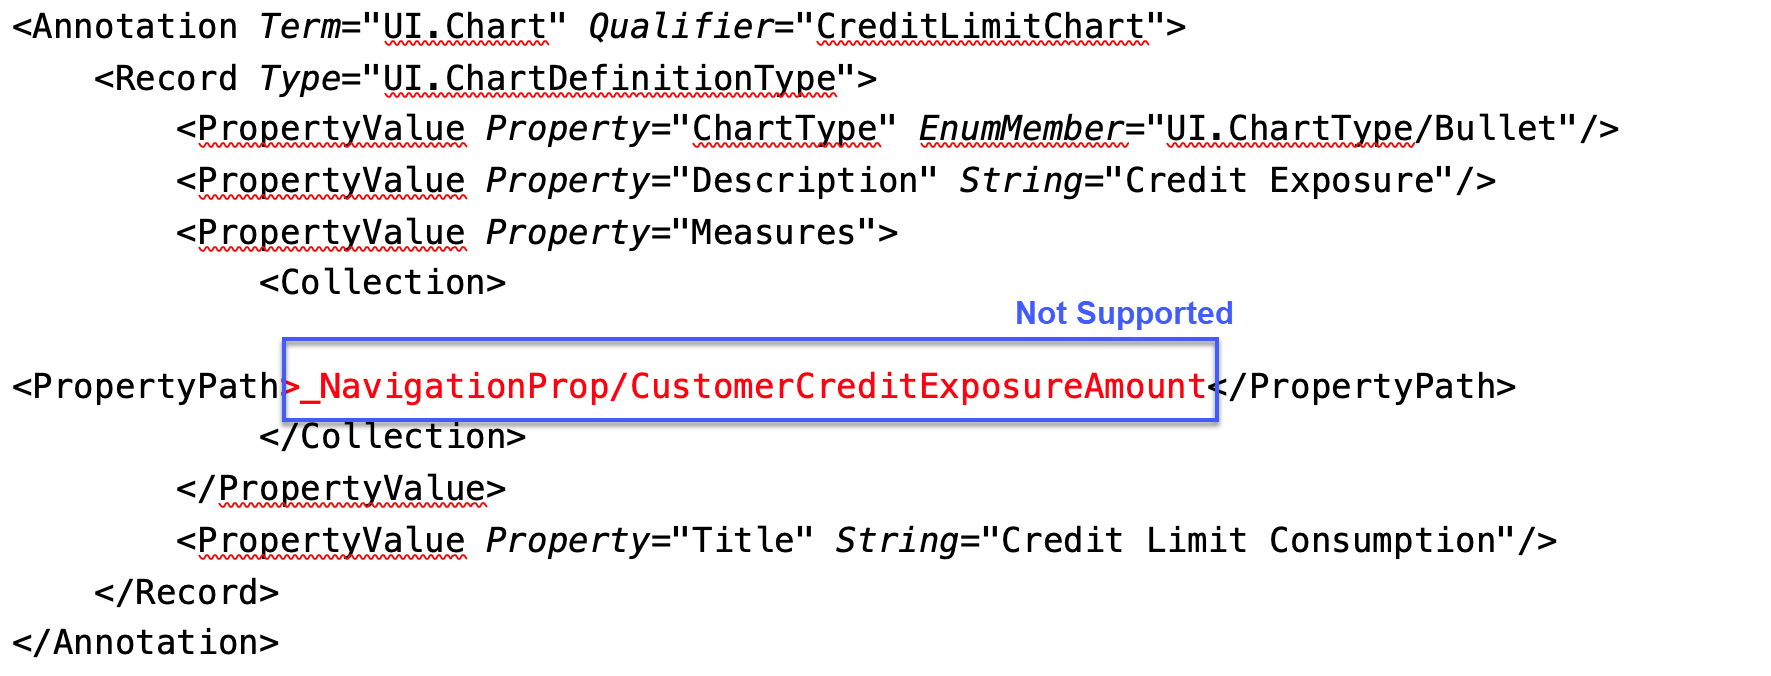 <Annotation Term="UI.Chart" Qualifier="CreditLimitChart">
<Record Type="UI.ChartDefinitionType">
<PropertyValue Property="ChartType" EnumMember="UI.ChartType/Bullet"/>
<PropertyValue Property="Description" String="Credit Exposure"/>
<PropertyValue Property="Measures">
<Collection>
Not Supported
<PropertyPath>_NavigationProp/CustomerCreditExposureAmount</PropertyPath>
</Collection>
</PropertyValue>
<PropertyValue Property="Title" String="Credit Limit Consumption"/>
</Record>
</Annotation>